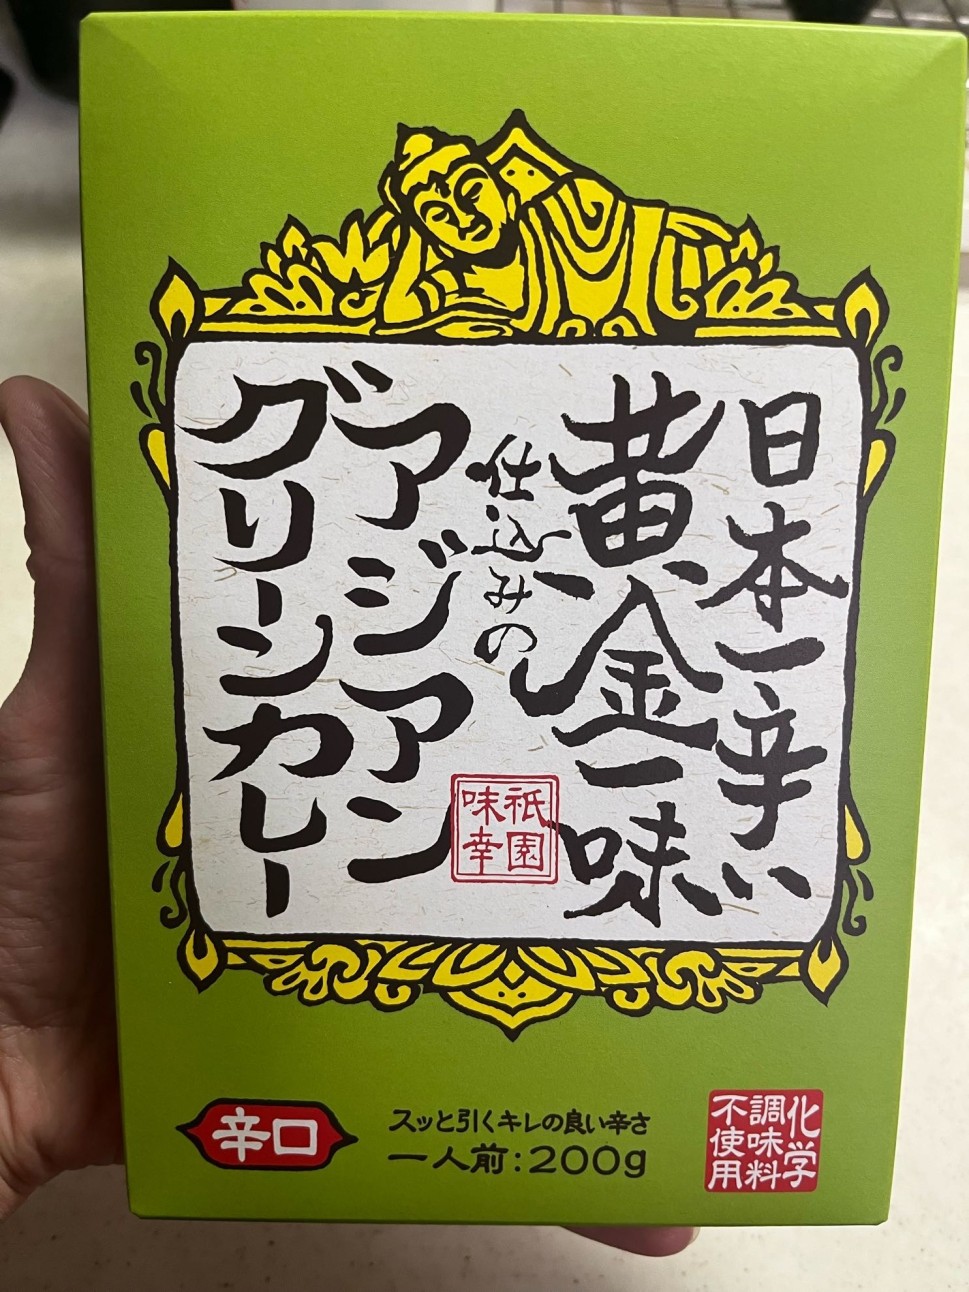 日本一辛い
黄金一味
仕込みの
アジアン
グリーンカレー
祇園
味幸
辛口
スッと引くキレの良い辛さ
一人前:200g
化学
調味料
不使用